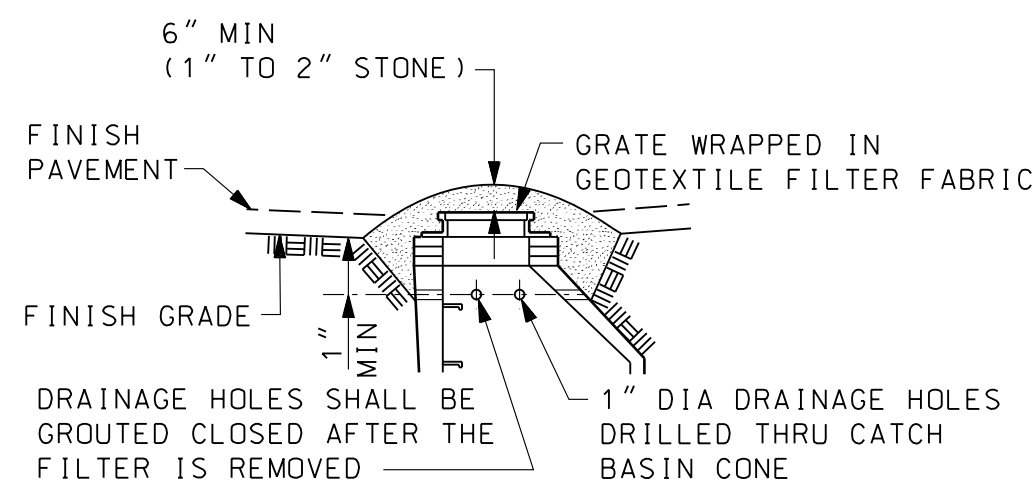 6" MIN
(1" TO 2" STONE)
FINISH
PAVEMENT
GRATE WRAPPED IN
GEOTEXTILE FILTER FABRIC
FINISH GRADE
1"
MIN
DRAINAGE HOLES SHALL BE
GROUTED CLOSED AFTER THE
FILTER IS REMOVED
1" DIA DRAINAGE HOLES
DRILLED THRU CATCH
BASIN CONE